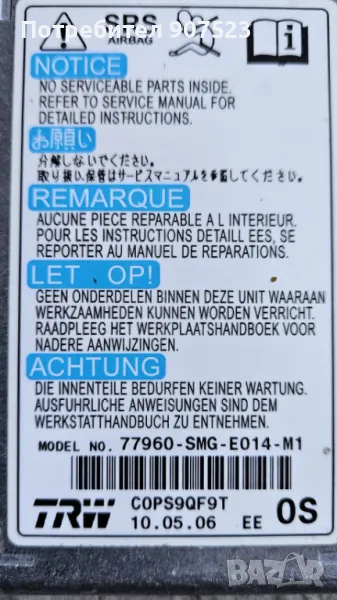 Потребител 907523
SRS
AIRBAG
NOTICE
NO SERVICEABLE PARTS INSIDE.
REFER TO SERVICE MANUAL FOR
DETAILED INSTRUCTIONS.
お願い
分解しないでください。
取り扱い、保管はサービスマニュアルを参照してください。
REMARQUE
AUCUNE PIECE REPARABLE A L INTERIEUR.
POUR LES INSTRUCTIONS DETAILL EES, SE
REPORTER AU MANUEL DE REPARATIONS.
LET OP!
GEEN ONDERDELEN BINNEN DEZE UNIT WAARAAN
WERKZAAMHEDEN KUNNEN WORDEN VERRICHT.
RAADPLEEG HET WERKPLAATSHANDBOEK VOOR
NADERE AANWIJZINGEN.
ACHTUNG
DIE INNENTEILE BEDURFEN KEINER WARTUNG.
AUSFUHRLICHE ANWEISUNGEN SIND DEM
WERKSTATTHANDBUCH ZU ENTNEHMEN.
MODEL NO. 77960-SMG-E014-M1
TRW C0PS9QF9T
10.05.06 EE 0S
BAZAR
bg